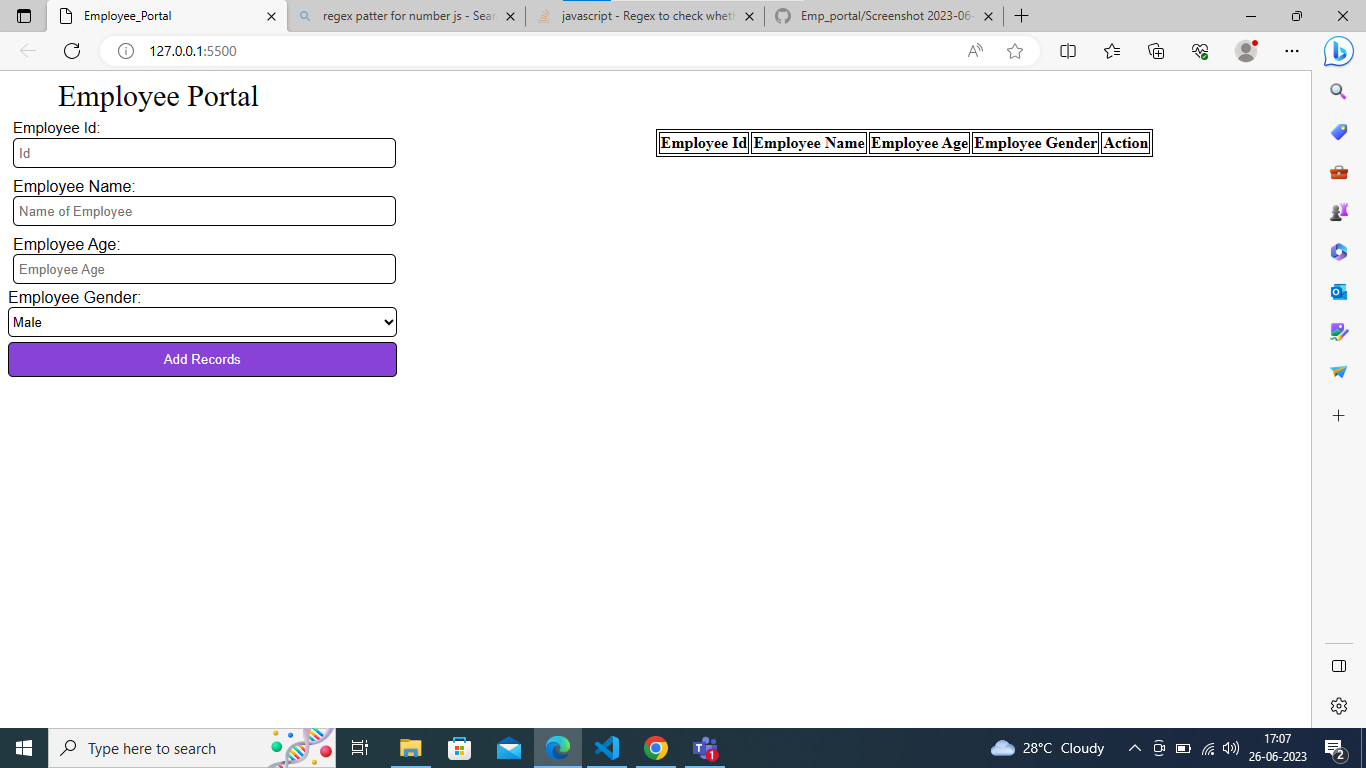 Employee_Portal
regex patter for number js - Sear
javascript - Regex to check wheth
Emp_portal/Screenshot 2023-06-
127.0.0.1:5500
Employee Portal
Employee Id:
Id
Employee Name:
Name of Employee
Employee Age:
Employee Age
Employee Gender:
Male
Add Records
Employee Id Employee Name Employee Age Employee Gender Action
Type here to search
1
28°C Cloudy
17:07
26-06-2023
2